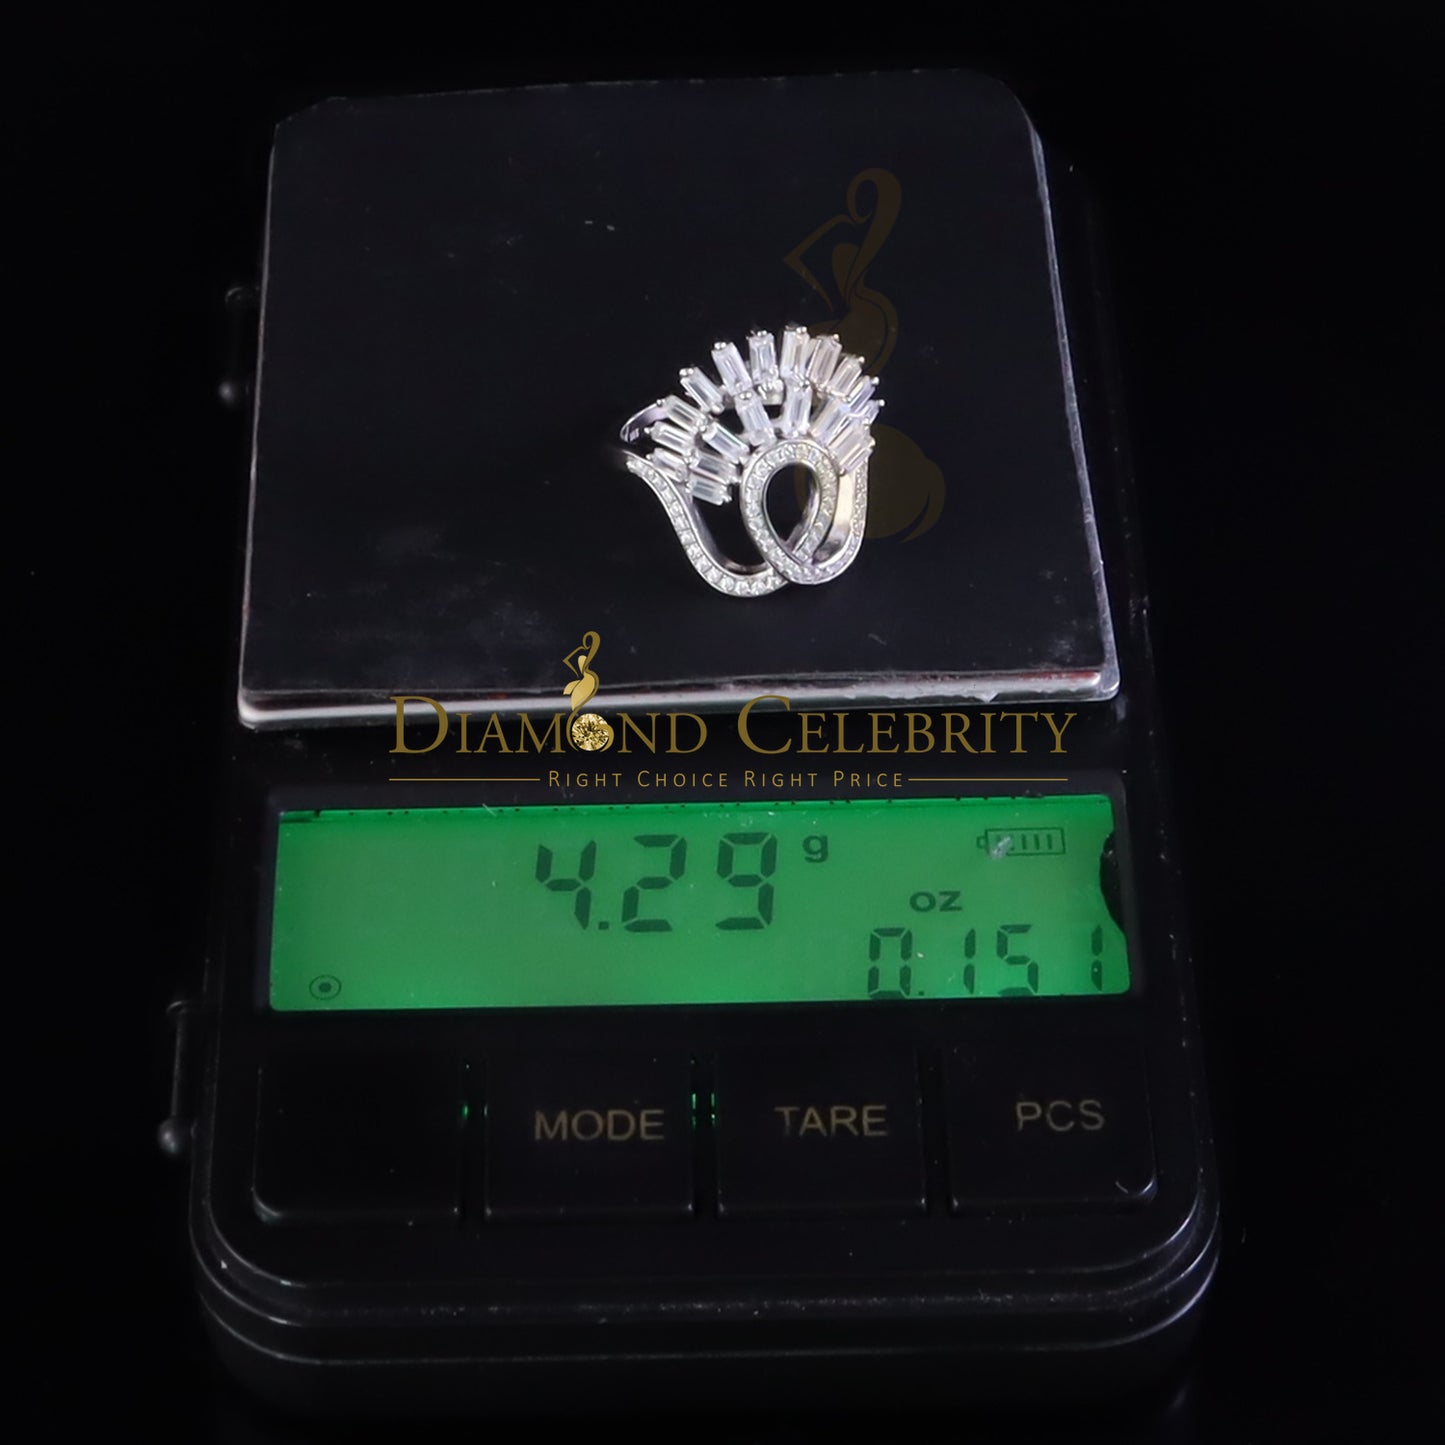 DIAMOND CELEBRITY
RIGHT CHOICE RIGHT PRICE
4.29 g
oz
0.151
MODE TARE PCS